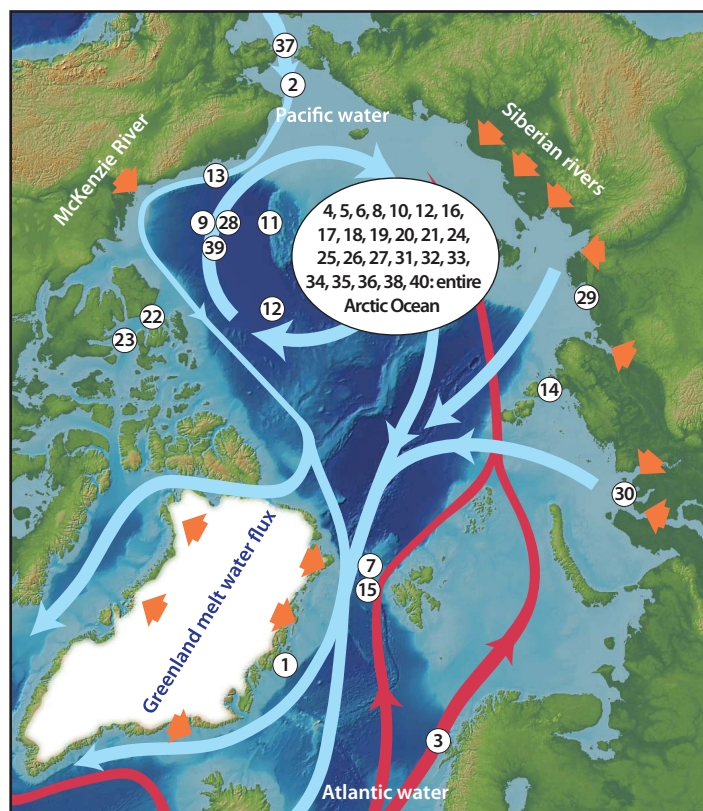 37
2
Pacific water
McKenzie River
Siberian rivers
13
9
28
11
39
4, 5, 6, 8, 10, 12, 16,
17, 18, 19, 20, 21, 24,
25, 26, 27, 31, 32, 33,
34, 35, 36, 38, 40: entire
Arctic Ocean
29
12
22
23
14
30
Greenland melt water flux
7
15
1
3
Atlantic water